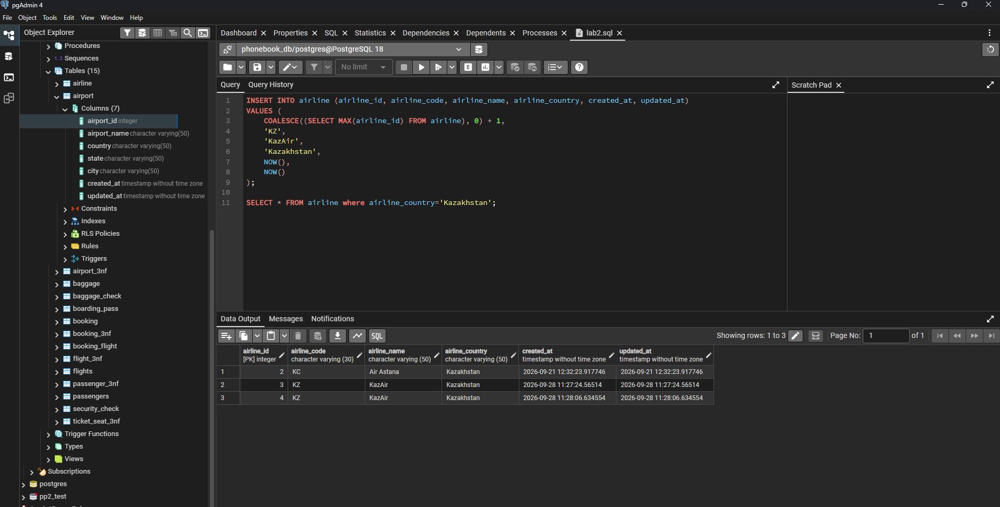 pgAdmin 4
File Object Tools Edit View Window Help
Object Explorer
Procedures
1..3 Sequences
Tables (15)
airline
airport
Columns (7)
airport_id integer
airport_name character varying(50)
country character varying(50)
state character varying(50)
city character varying(50)
created_at timestamp without time zone
updated_at timestamp without time zone
Constraints
Indexes
RLS Policies
Rules
Triggers
airport_3nf
baggage
baggage_check
boarding_pass
booking
booking_3nf
booking_flight
flight_3nf
flights
passenger_3nf
passengers
security_check
ticket_seat_3nf
Trigger Functions
Types
Views
Subscriptions
postgres
pp2_test
Dashboard Properties SQL Statistics Dependencies Dependents Processes lab2.sql
phonebook_db/postgres@PostgreSQL 18
No limit E
Query Query History
Scratch Pad
1 INSERT INTO airline (airline_id, airline_code, airline_name, airline_country, created_at, updated_at)
2 VALUES (
3 COALESCE((SELECT MAX(airline_id) FROM airline), 0) + 1,
4 'KZ',
5 'KazAir',
6 'Kazakhstan',
7 NOW(),
8 NOW()
9 );
10
11 SELECT * FROM airline where airline_country='Kazakhstan';
Data Output Messages Notifications
SQL Showing rows: 1 to 3 Page No: 1 of 1
airline_id airline_code airline_name airline_country created_at updated_at
[PK] integer character varying (30) character varying (50) character varying (50) timestamp without time zone timestamp without time zone
1 2 KC Air Astana Kazakhstan 2026-09-21 12:32:23.917746 2026-09-21 12:32:23.917746
2 3 KZ KazAir Kazakhstan 2026-09-28 11:27:24.56514 2026-09-28 11:27:24.56514
3 4 KZ KazAir Kazakhstan 2026-09-28 11:28:06.634554 2026-09-28 11:28:06.634554